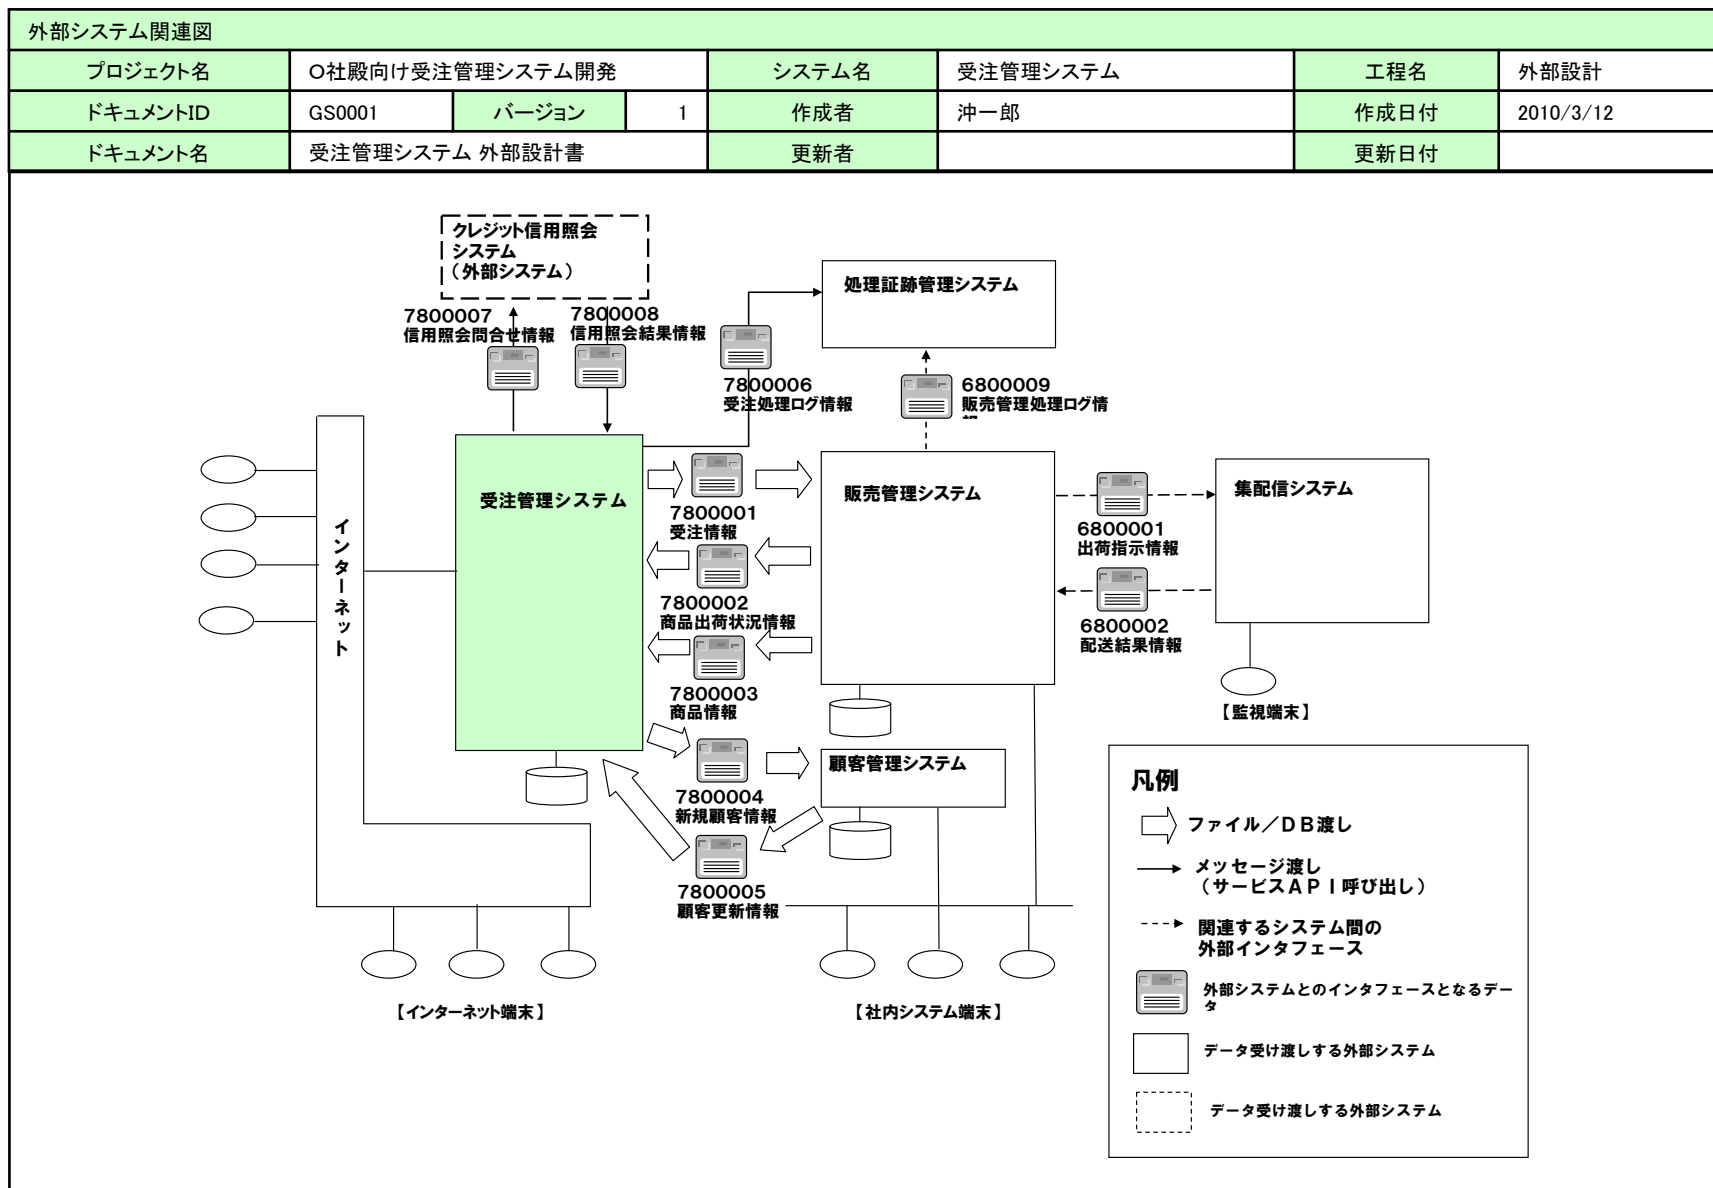 外部システム関連図
プロジェクト名 O社殿向け受注管理システム開発 システム名 受注管理システム 工程名 外部設計
ドキュメントID GS0001 バージョン 1 作成者 沖一郎 作成日付 2010/3/12
ドキュメント名 受注管理システム 外部設計書 更新者 更新日付
クレジット信用照会
システム
(外部システム)
処理証跡管理システム
7800007
信用照会問合せ情報
7800008
信用照会結果情報
7800006
受注処理ログ情報
6800009
販売管理処理ログ情
インターネット
受注管理システム
7800001
受注情報
7800002
商品出荷状況情報
7800003
商品情報
7800004
新規顧客情報
7800005
顧客更新情報
販売管理システム
顧客管理システム
6800001
出荷指示情報
6800002
配送結果情報
集配信システム
【監視端末】
【インターネット端末】
【社内システム端末】
凡例
ファイル/DB渡し
メッセージ渡し
(サービスAPI呼び出し)
関連するシステム間の
外部インタフェース
外部システムとのインタフェースとなるデー
タ
データ受け渡しする外部システム
データ受け渡しする外部システム